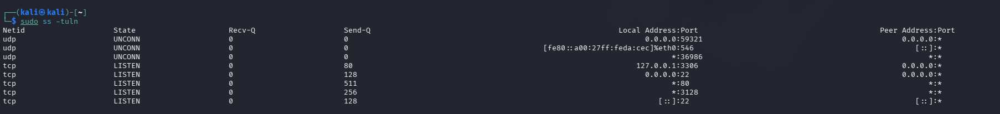 ┌──(kali㉿kali)-[~]
└─$ sudo ss -tuln
Netid State Recv-Q Send-Q Local Address:Port Peer Address:Port
udp UNCONN 0 0 0.0.0.0:59321 0.0.0.0:*
udp UNCONN 0 0 [fe80::a00:27ff:feda:cec]%eth0:546 [::]:*
udp UNCONN 0 0 *:36986 *:*
tcp LISTEN 0 80 127.0.0.1:3306 0.0.0.0:*
tcp LISTEN 0 128 0.0.0.0:22 0.0.0.0:*
tcp LISTEN 0 511 *:80 *:*
tcp LISTEN 0 256 *:3128 *:*
tcp LISTEN 0 128 [::]:22 [::]:*